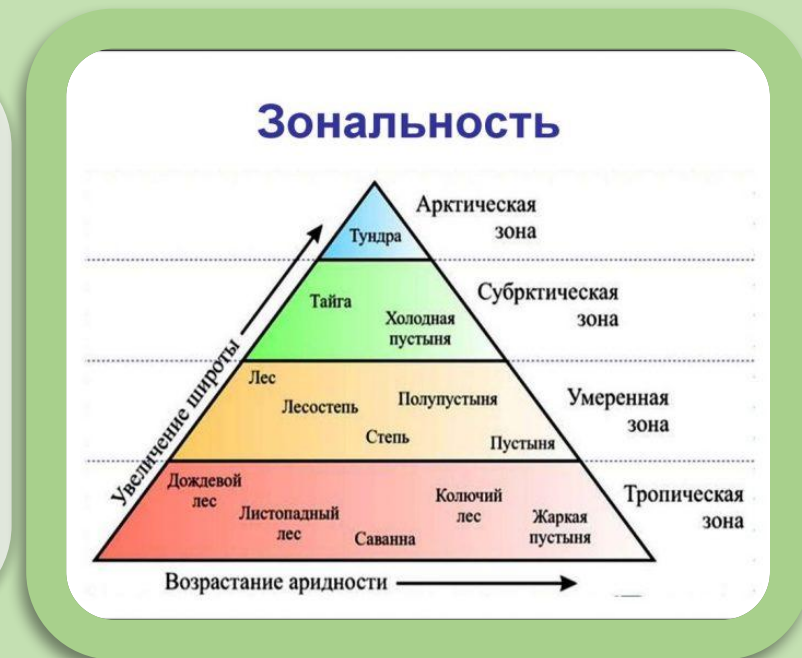 Зональность
Арктическая
зона
Тундра
Субрктическая
зона
Тайга
Холодная
пустыня
Увеличение широты
Умеренная
зона
Лес
Лесостепь
Полупустыня
Степь
Пустыня
Тропическая
зона
Дождевой
лес
Листопадный
лес
Саванна
Колючий
лес
Жаркая
пустыня
Возрастание аридности